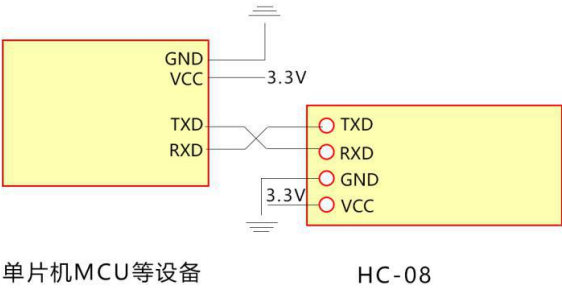 GND
VCC
3.3V
TXD
RXD
TXD
RXD
GND
3.3V
VCC
单片机MCU等设备
HC-08